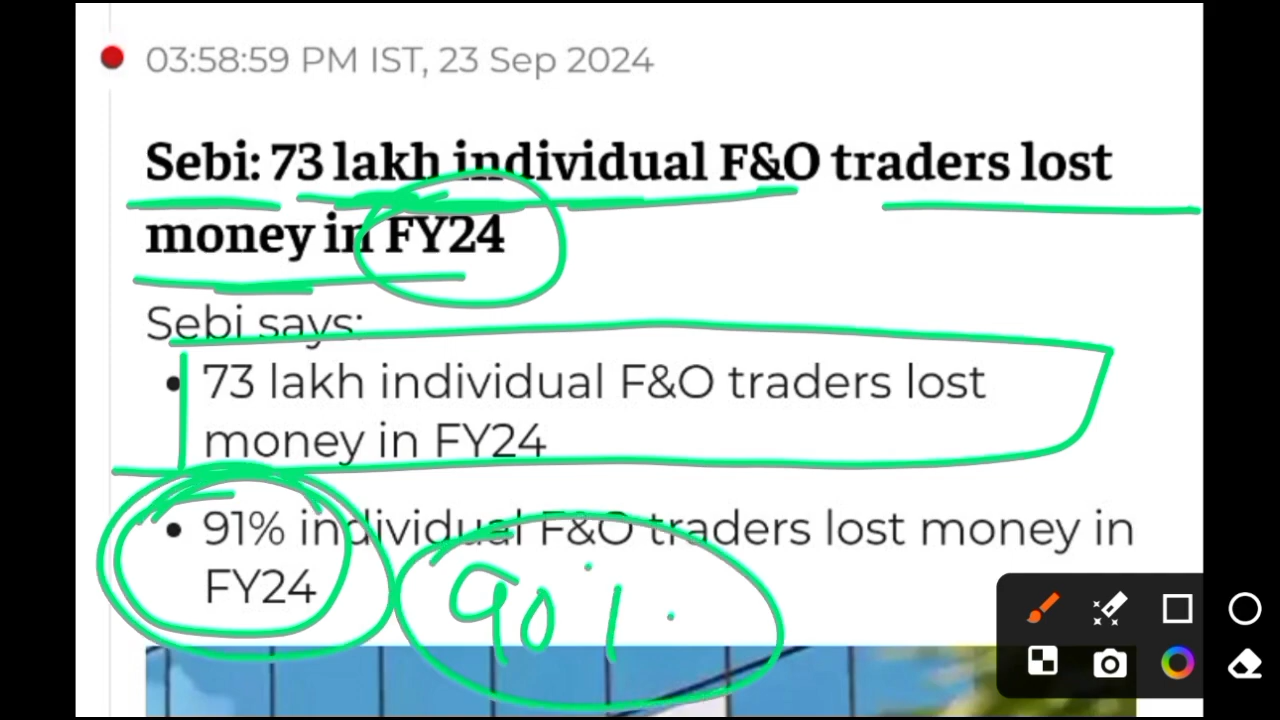 03:58:59 PM IST, 23 Sep 2024
Sebi: 73 lakh individual F&O traders lost
money in FY24
Sebi says:
• 73 lakh individual F&O traders lost
money in FY24
• 91% individual F&O traders lost money in
FY24
90%